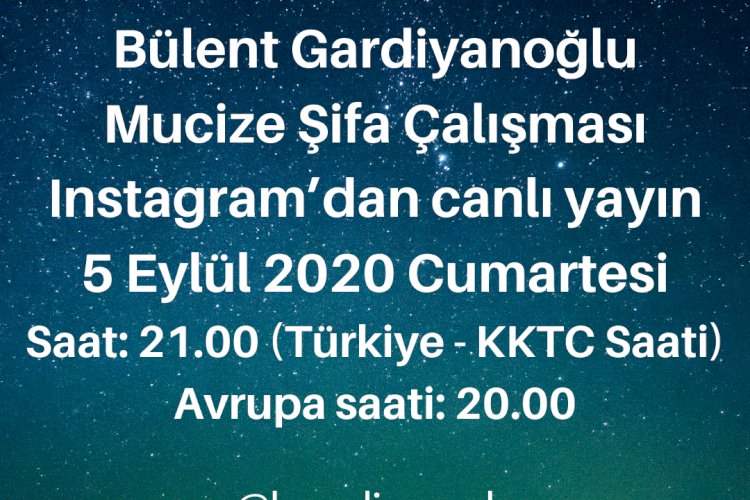 Bülent Gardiyanoğlu
Mucize Şifa Çalışması
Instagram’dan canlı yayın
5 Eylül 2020 Cumartesi
Saat: 21.00 (Türkiye - KKTC Saati)
Avrupa saati: 20.00